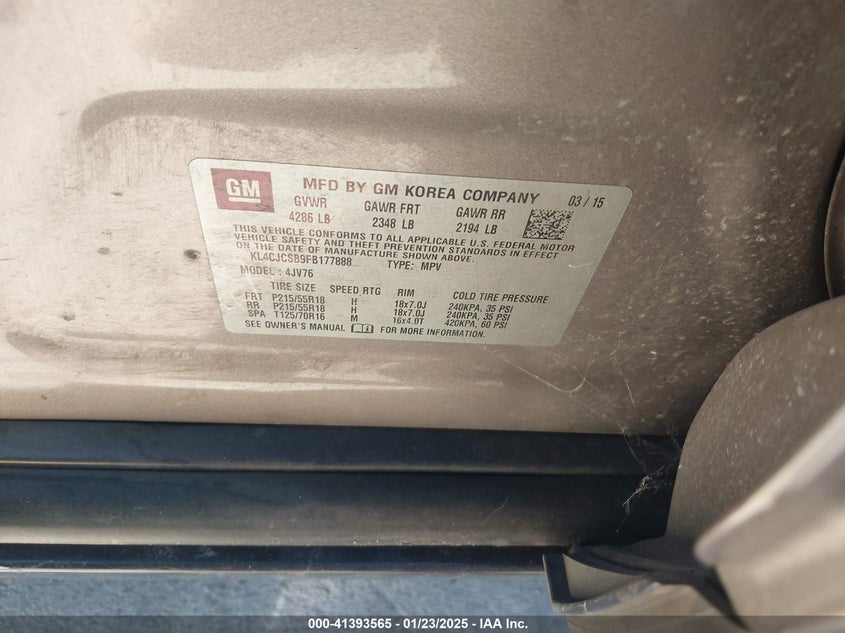 GM
MFD BY GM KOREA COMPANY 03 / 15
GVWR GAWR FRT GAWR RR
4286 LB 2348 LB 2194 LB
THIS VEHICLE CONFORMS TO ALL APPLICABLE U.S. FEDERAL MOTOR
VEHICLE SAFETY AND THEFT PREVENTION STANDARDS IN EFFECT
ON THE DATE OF MANUFACTURE SHOWN ABOVE.
KL4CJCSB9FB177888 TYPE: MPV
MODEL: 4JV76
TIRE SIZE SPEED RTG RIM COLD TIRE PRESSURE
FRT P215/55R18 H 18x7.0J 240KPA, 35 PSI
RR P215/55R18 H 18x7.0J 240KPA, 35 PSI
SPA T125/70R16 M 16x4.0T 420KPA, 60 PSI
SEE OWNER'S MANUAL FOR MORE INFORMATION.
000-41393565 - 01/23/2025 - IAA Inc.